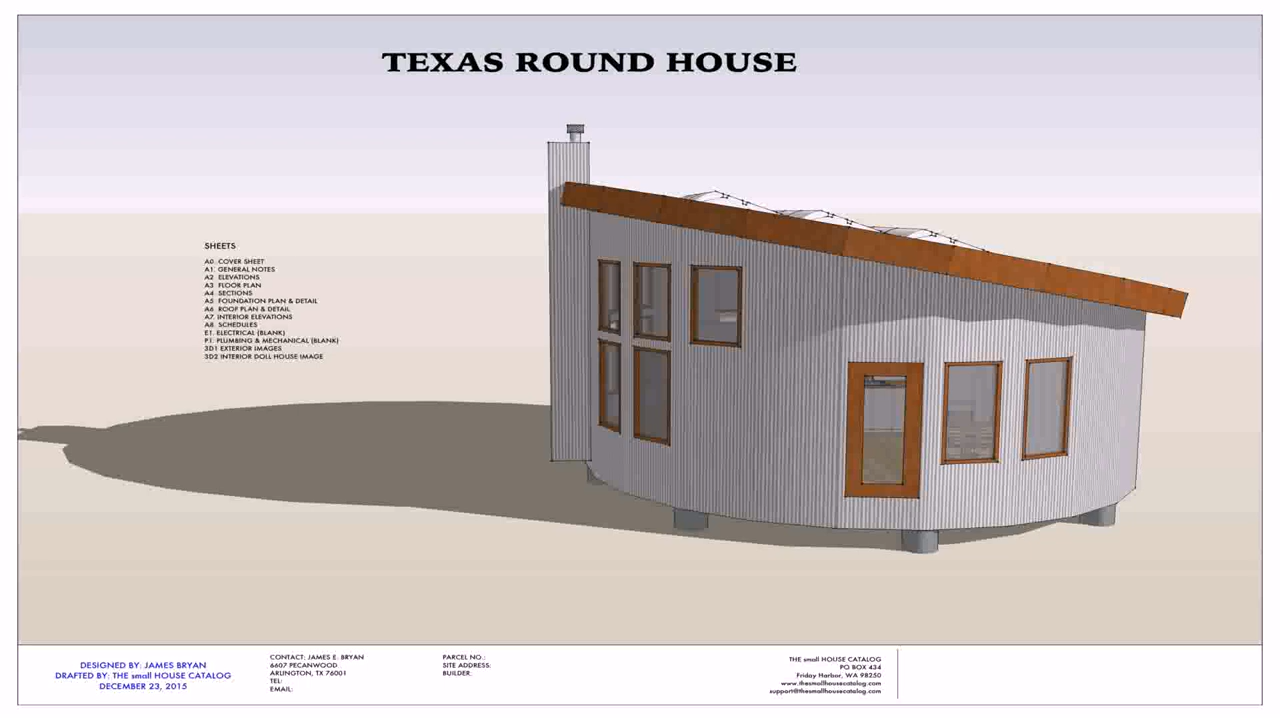 TEXAS ROUND HOUSE
SHEETS
A0. COVER SHEET
A1. GENERAL NOTES
A2 ELEVATIONS
A3 FLOOR PLAN
A4. SECTIONS
A5 FOUNDATION PLAN & DETAIL
A6 ROOF PLAN & DETAIL
A7. INTERIOR ELEVATIONS
A8. SCHEDULES
E1. ELECTRICAL (BLANK)
P.1. PLUMBING & MECHANICAL (BLANK)
3D1 EXTERIOR IMAGES
3D2 INTERIOR DOLL HOUSE IMAGE
DESIGNED BY: JAMES BRYAN
DRAFTED BY: THE small HOUSE CATALOG
DECEMBER 23, 2015
CONTACT: JAMES E. BRYAN
6607 PECANWOOD
ARLINGTON, TX 76001
TEL:
EMAIL:
PARCEL NO.:
SITE ADDRESS:
BUILDER:
THE small HOUSE CATALOG
PO BOX 434
Friday Harbor, WA 98250
www.thesmallhousecatalog.com
support@thesmallhousecatalog.com